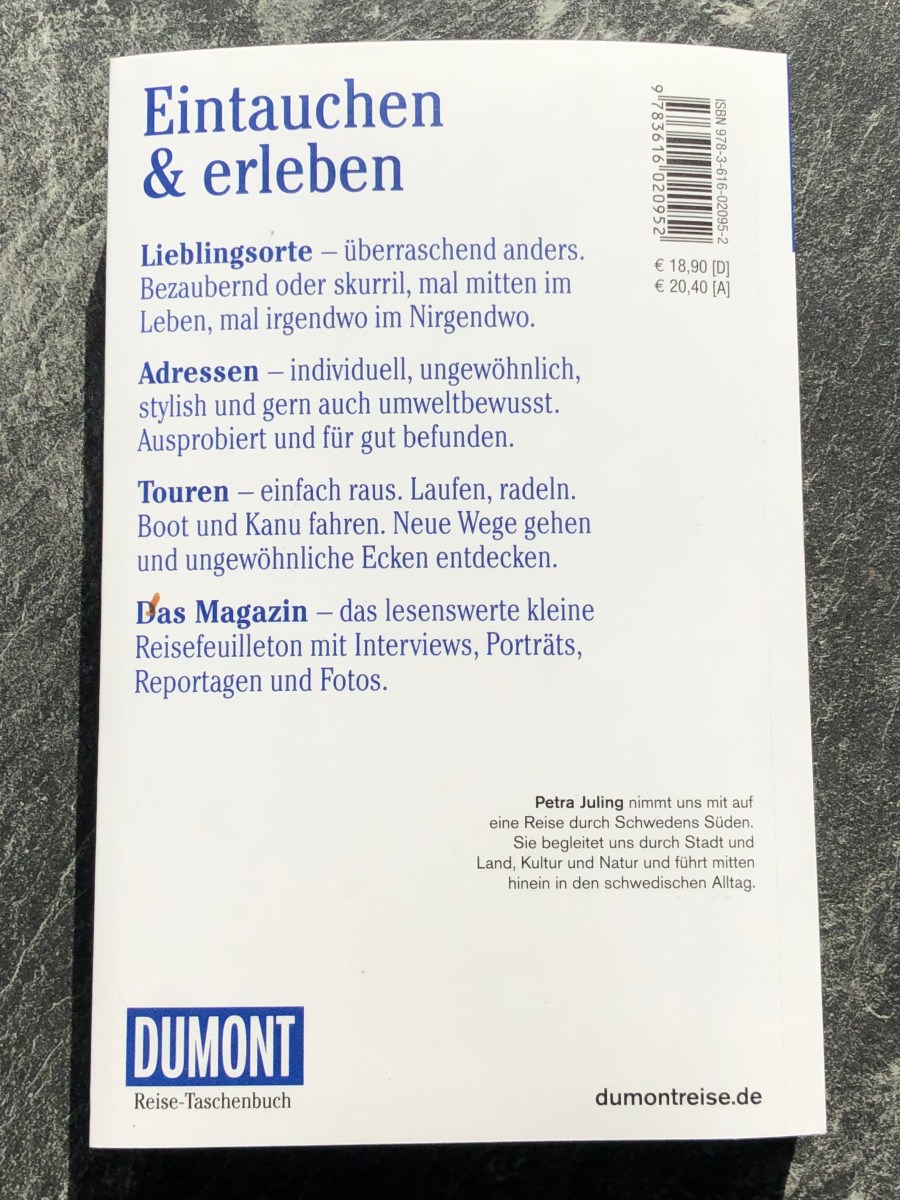 Eintauchen
& erleben
Lieblingsorte – überraschend anders.
Bezaubernd oder skurril, mal mitten im
Leben, mal irgendwo im Nirgendwo.
Adressen – individuell, ungewöhnlich,
stylish und gern auch umweltbewusst.
Ausprobiert und für gut befunden.
Touren – einfach raus. Laufen, radeln.
Boot und Kanu fahren. Neue Wege gehen
und ungewöhnliche Ecken entdecken.
Das Magazin – das lesenswerte kleine
Reisefeuilleton mit Interviews, Porträts,
Reportagen und Fotos.
ISBN 978-3-616-02095-2
9 783616 020952
€ 18,90 [D]
€ 20,40 [A]
Petra Juling nimmt uns mit auf
eine Reise durch Schwedens Süden.
Sie begleitet uns durch Stadt und
Land, Kultur und Natur und führt mitten
hinein in den schwedischen Alltag.
DUMONT
Reise-Taschenbuch
dumontreise.de